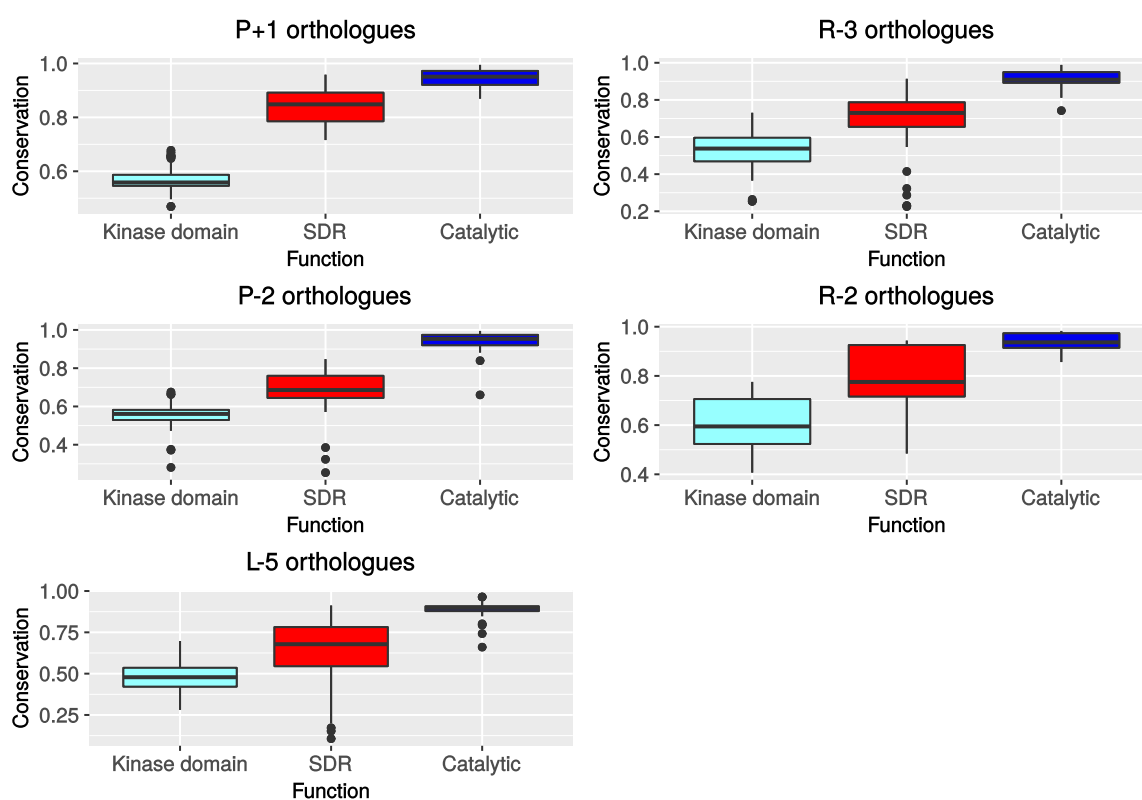 P+1 orthologues
Conservation
1.0
0.8
0.6
Kinase domain SDR Catalytic
Function
R-3 orthologues
Conservation
1.0
0.8
0.6
0.4
0.2
Kinase domain SDR Catalytic
Function
P-2 orthologues
Conservation
1.0
0.8
0.6
0.4
Kinase domain SDR Catalytic
Function
R-2 orthologues
Conservation
1.0
0.8
0.6
0.4
Kinase domain SDR Catalytic
Function
L-5 orthologues
Conservation
1.00
0.75
0.50
0.25
Kinase domain SDR Catalytic
Function